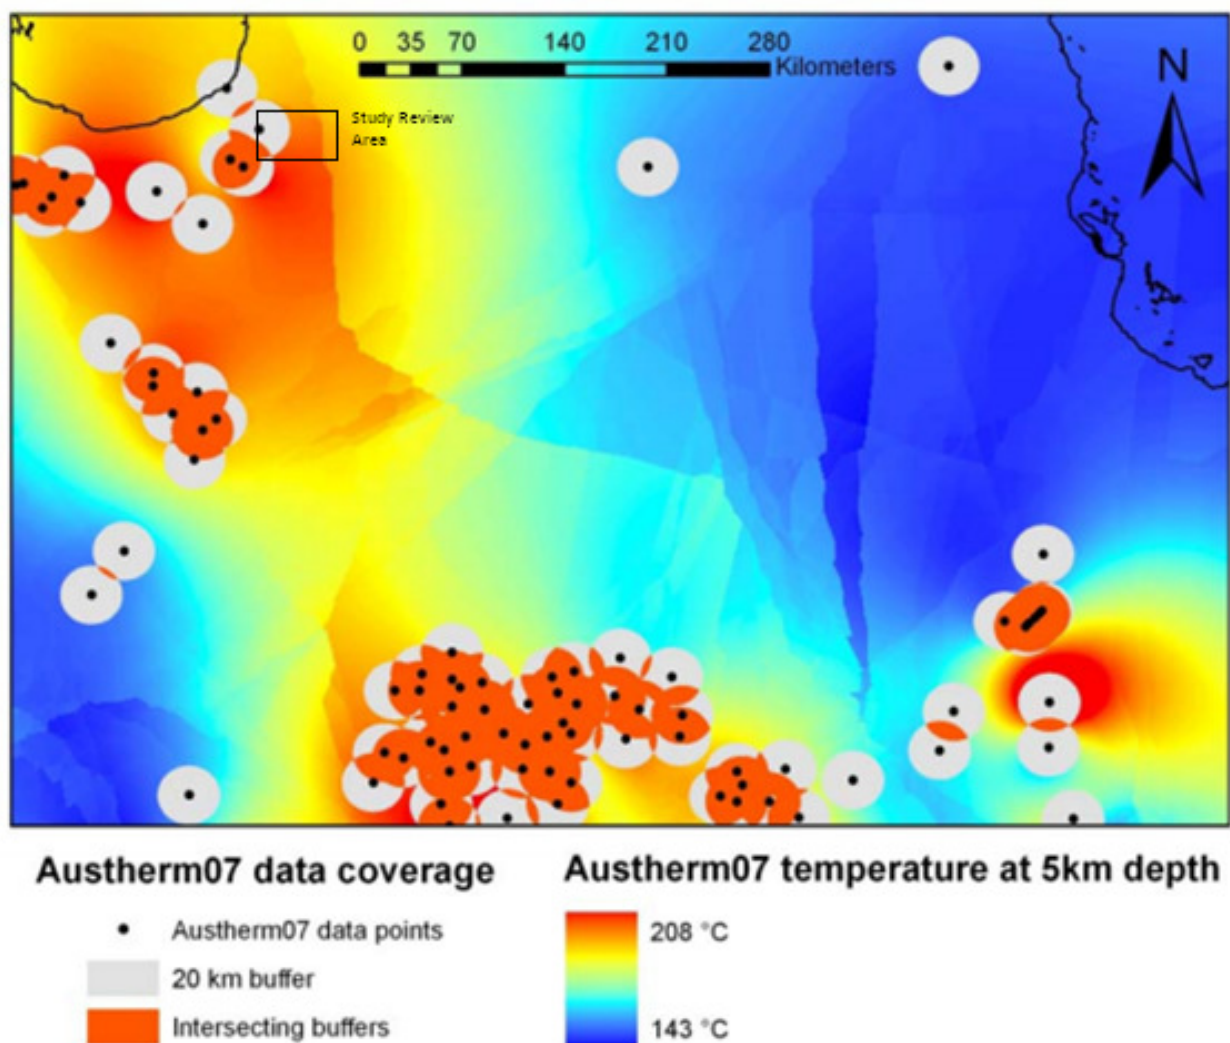 0 35 70 140 210 280
Kilometers
N
Study Review
Area
Austherm07 data coverage
Austherm07 data points
20 km buffer
Intersecting buffers
Austherm07 temperature at 5km depth
208 °C
143 °C